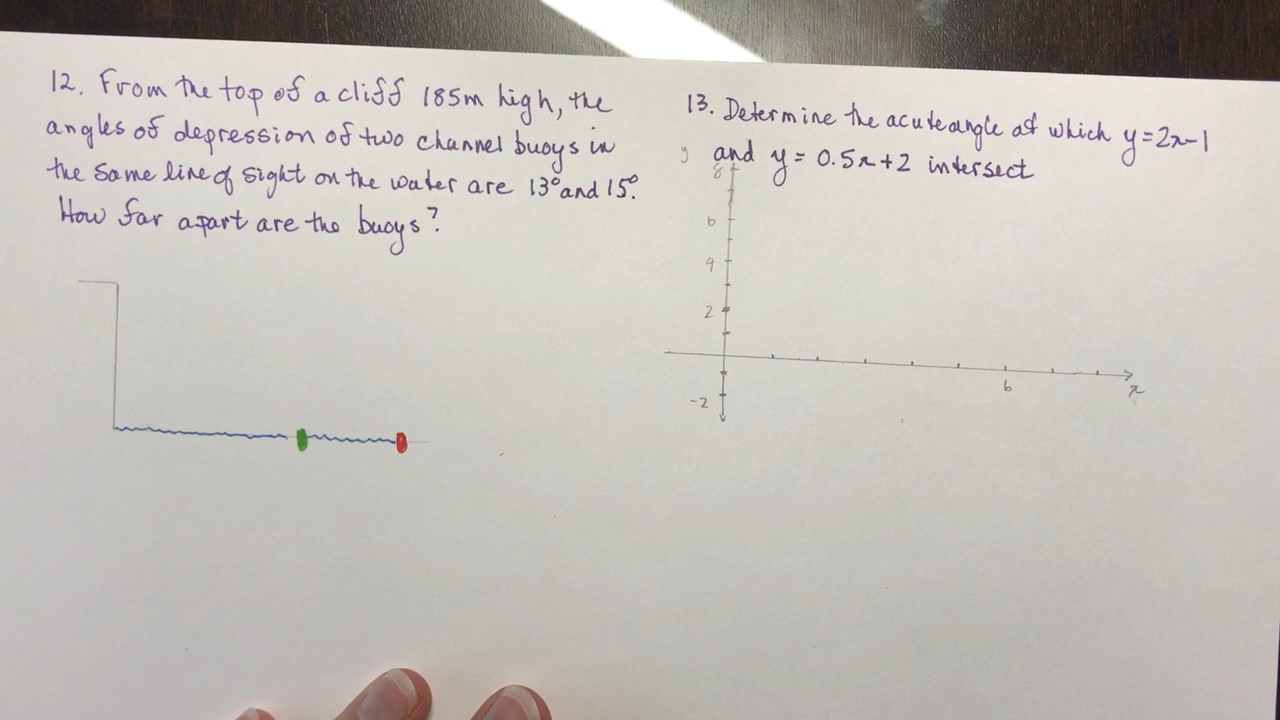 12. From the top of a cliff 185m high, the
angles of depression of two channel buoys in
the same line of sight on the water are 13° and 15°.
How far apart are the buoys?
13. Determine the acute angle at which y=2x-1
and y = 0.5x+2 intersect
y
8
6
4
2
-2
6
x